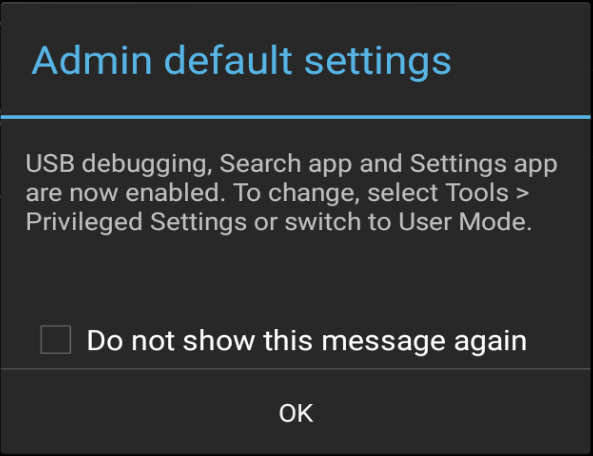 Admin default settings
USB debugging, Search app and Settings app
are now enabled. To change, select Tools >
Privileged Settings or switch to User Mode.
Do not show this message again
OK